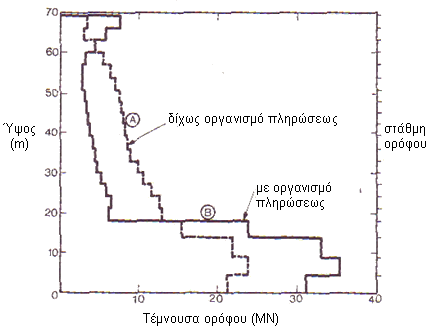 70
60
50
40
30
20
10
0
Ύψος
(m)
A
δίχως οργανισμό πληρώσεως
στάθμη
ορόφου
με οργανισμό
πληρώσεως
B
0 10 20 30 40
Τέμνουσα ορόφου (MN)